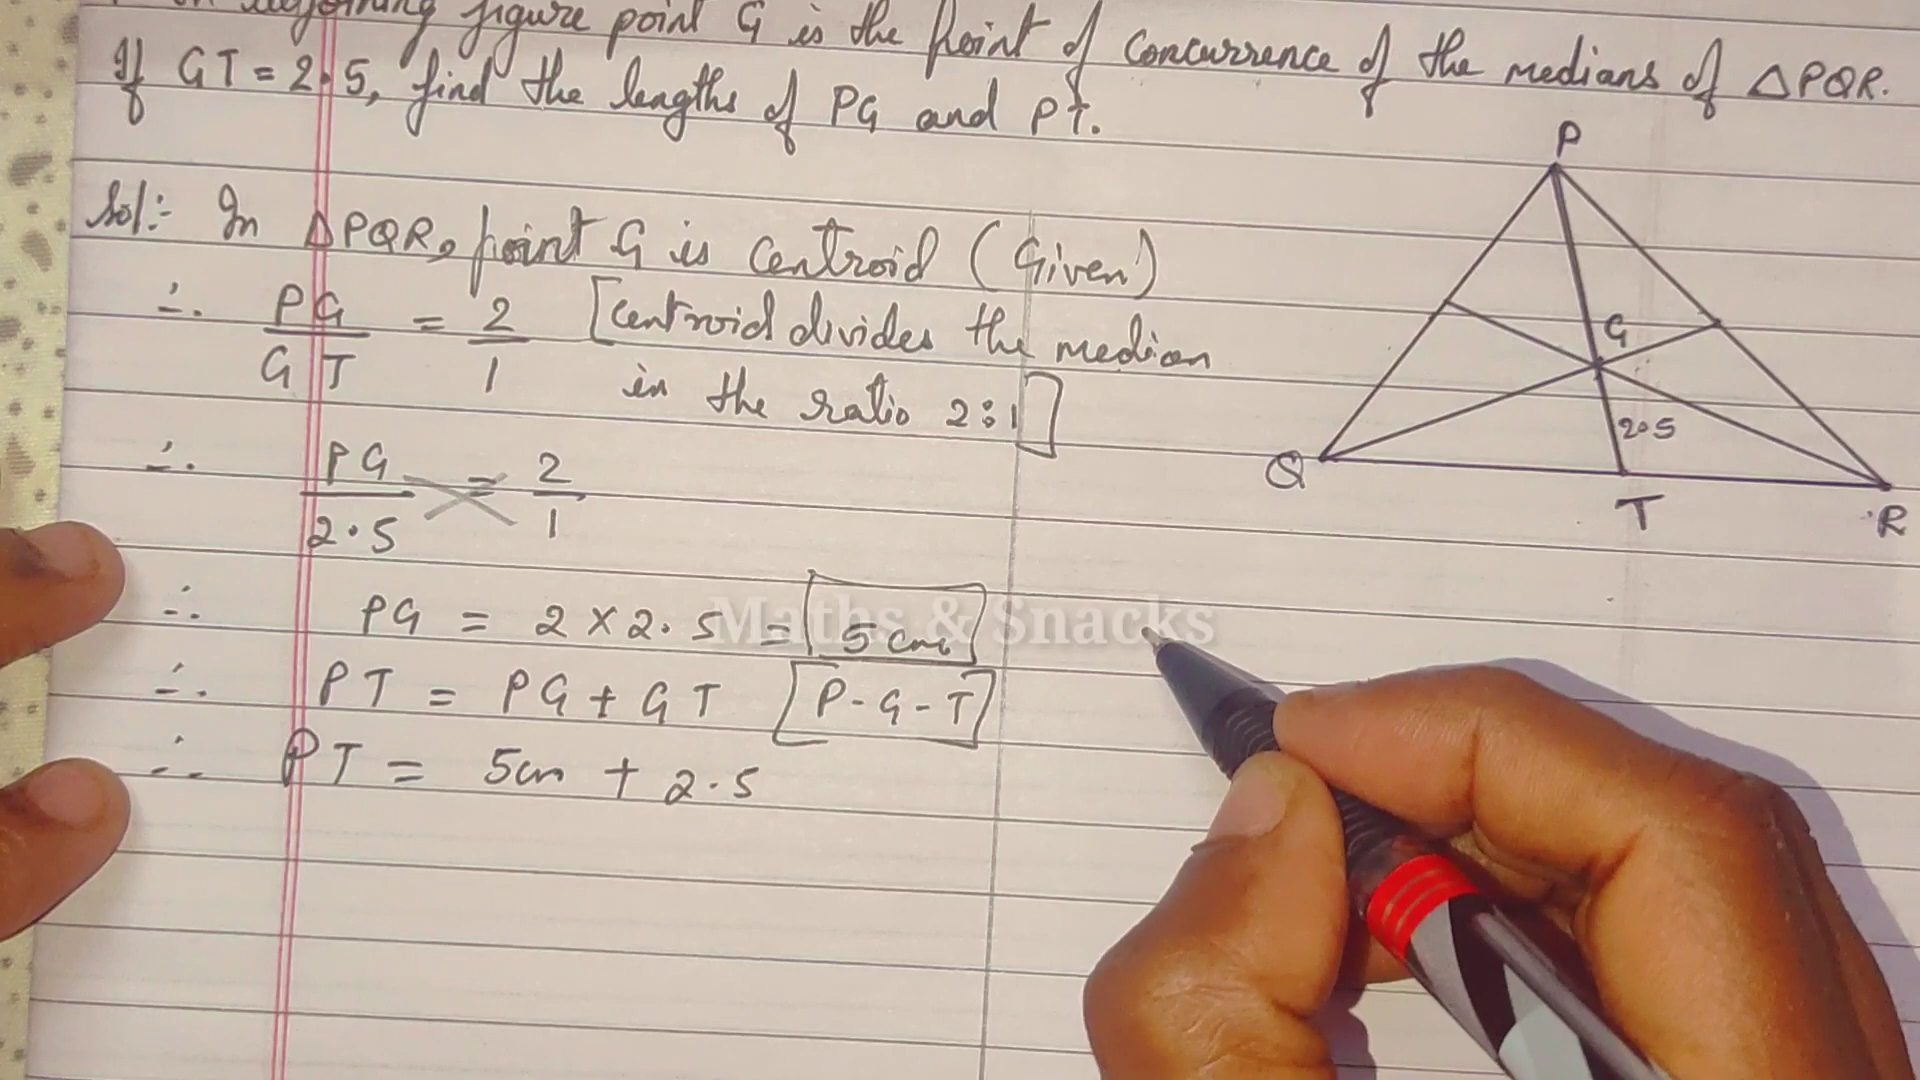 adjoining figure point G is the point of concurrence of the medians of △PQR.
If GT = 2.5, find the lengths of PG and PT.
Sol:- In △PQR, point G is centroid (Given)
∴ PG/GT = 2/1 [centroid divides the median
in the ratio 2:1]
∴ PG/2.5 = 2/1
∴ PG = 2 × 2.5 = 5 cm
∴ PT = PG + GT [P-G-T]
∴ PT = 5cm + 2.5
P
G
2.5
Q
T
R
Maths & Snacks